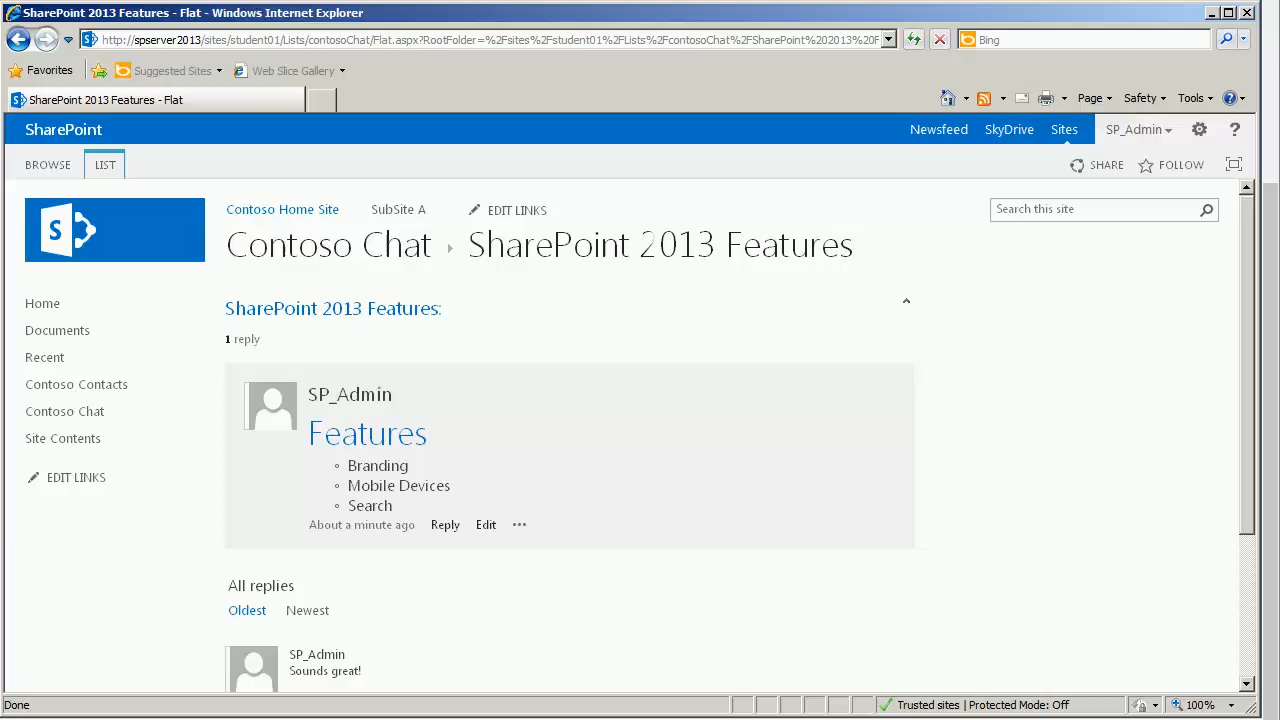 SharePoint 2013 Features - Flat - Windows Internet Explorer
http://spserver2013/sites/student01/Lists/contosoChat/Flat.aspx?RootFolder=%2Fsites%2Fstudent01%2FLists%2FcontosoChat%2FSharePoint%202013%20F
Bing
Favorites
Suggested Sites
Web Slice Gallery
SharePoint 2013 Features - Flat
Page
Safety
Tools
SharePoint
Newsfeed
SkyDrive
Sites
SP_Admin
?
BROWSE
LIST
SHARE
FOLLOW
S
Contoso Home Site
SubSite A
EDIT LINKS
Search this site
Contoso Chat ▸ SharePoint 2013 Features
Home
Documents
Recent
Contoso Contacts
Contoso Chat
Site Contents
EDIT LINKS
SharePoint 2013 Features:
1 reply
SP_Admin
Features
◦ Branding
◦ Mobile Devices
◦ Search
About a minute ago Reply Edit •••
All replies
Oldest Newest
SP_Admin
Sounds great!
Done
Trusted sites | Protected Mode: Off
100%